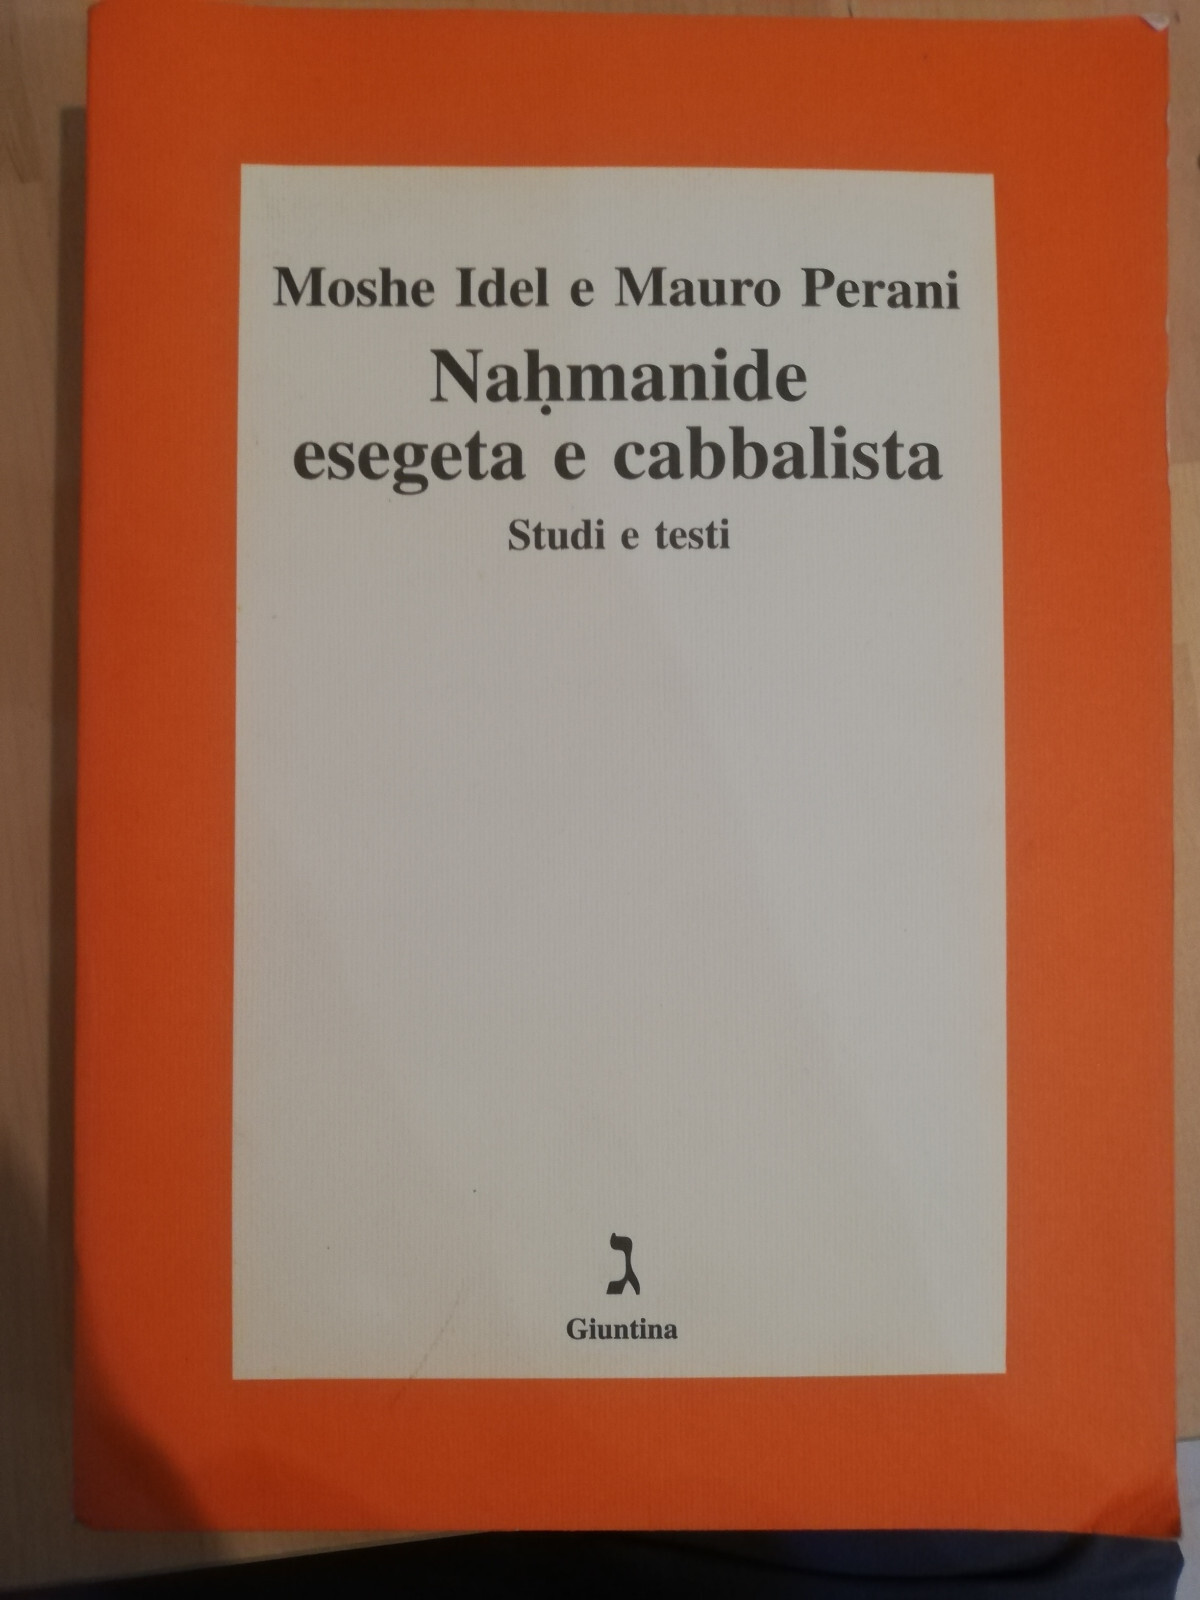 Moshe Idel e Mauro Perani
Naḥmanide
esegeta e cabbalista
Studi e testi
ג
Giuntina